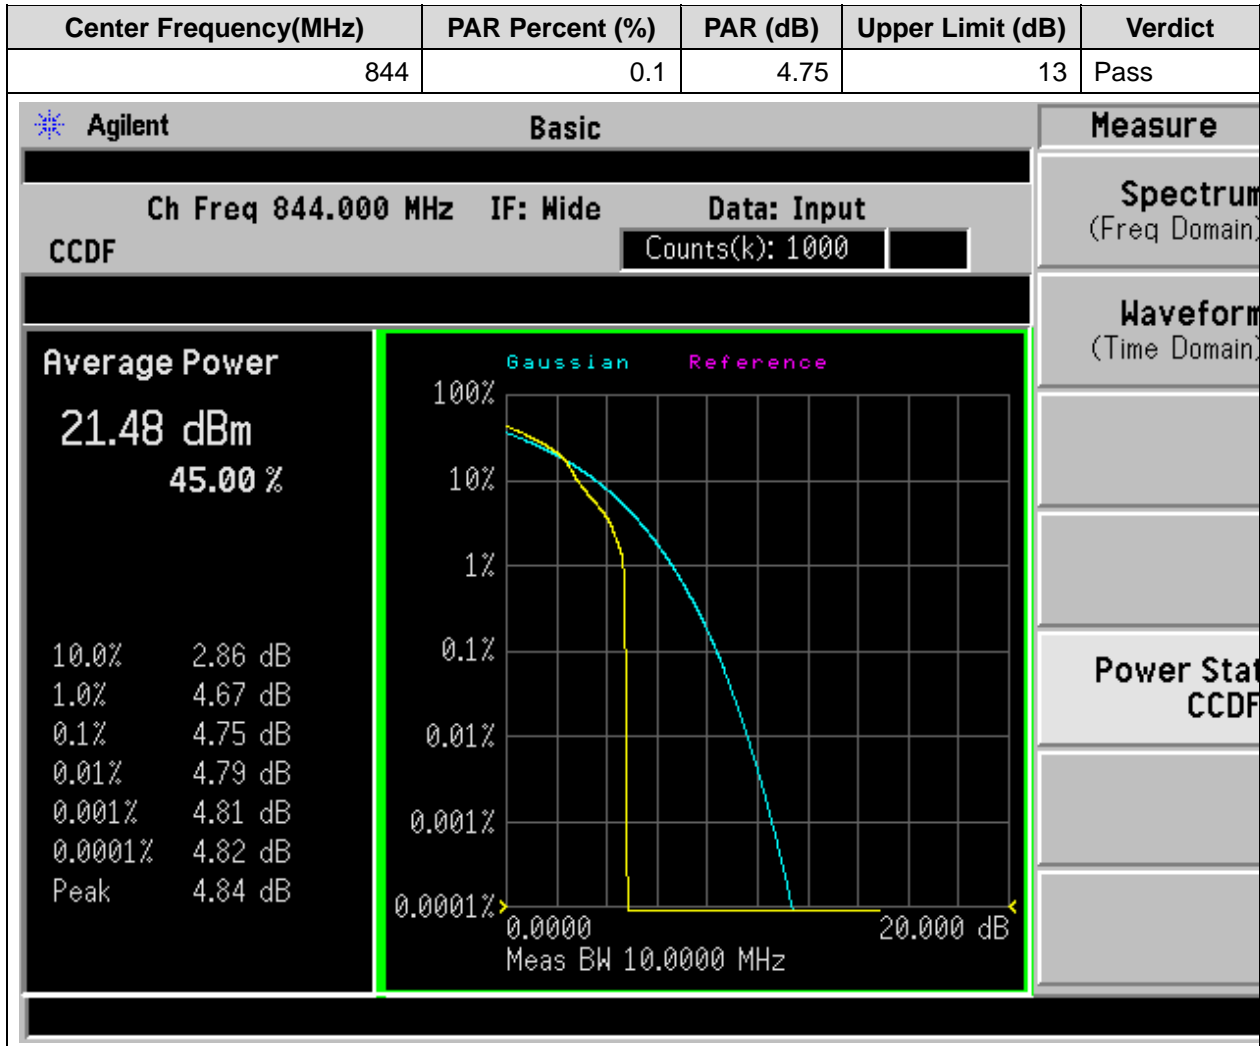 Center Frequency(MHz) PAR Percent (%) PAR (dB) Upper Limit (dB) Verdict
844 0.1 4.75 13 Pass
Agilent Basic Measure
Ch Freq 844.000 MHz IF: Wide Data: Input
CCDF Counts(k): 1000
Spectrum
(Freq Domain)
Waveform
(Time Domain)
Power Stat
CCDF
Average Power
21.48 dBm
45.00 %
10.0% 2.86 dB
1.0% 4.67 dB
0.1% 4.75 dB
0.01% 4.79 dB
0.001% 4.81 dB
0.0001% 4.82 dB
Peak 4.84 dB
Gaussian Reference
100%
10%
1%
0.1%
0.01%
0.001%
0.0001%
0.0000 20.000 dB
Meas BW 10.0000 MHz